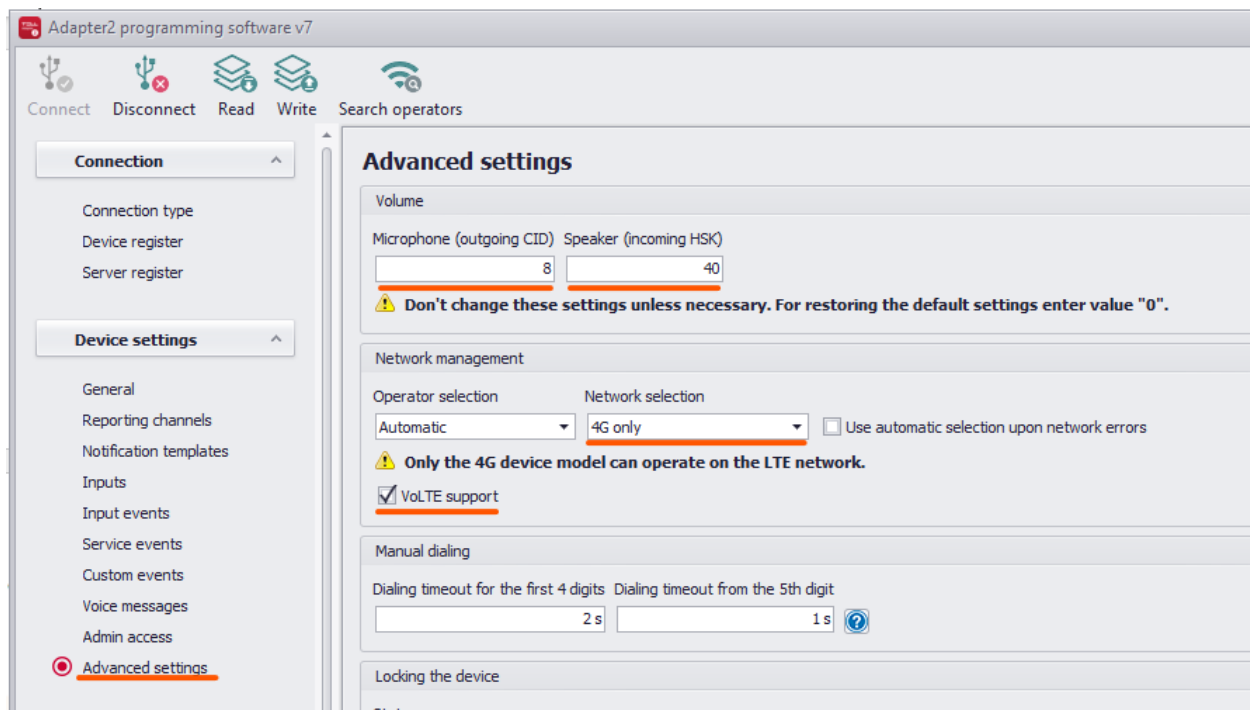 Adapter2 programming software v7
Connect Disconnect Read Write Search operators
Connection
Connection type
Device register
Server register
Device settings
General
Reporting channels
Notification templates
Inputs
Input events
Service events
Custom events
Voice messages
Admin access
Advanced settings
Advanced settings
Volume
Microphone (outgoing CID) Speaker (incoming HSK)
8 40
Don't change these settings unless necessary. For restoring the default settings enter value "0".
Network management
Operator selection Network selection
Automatic 4G only Use automatic selection upon network errors
Only the 4G device model can operate on the LTE network.
VoLTE support
Manual dialing
Dialing timeout for the first 4 digits Dialing timeout from the 5th digit
2 s 1 s
Locking the device